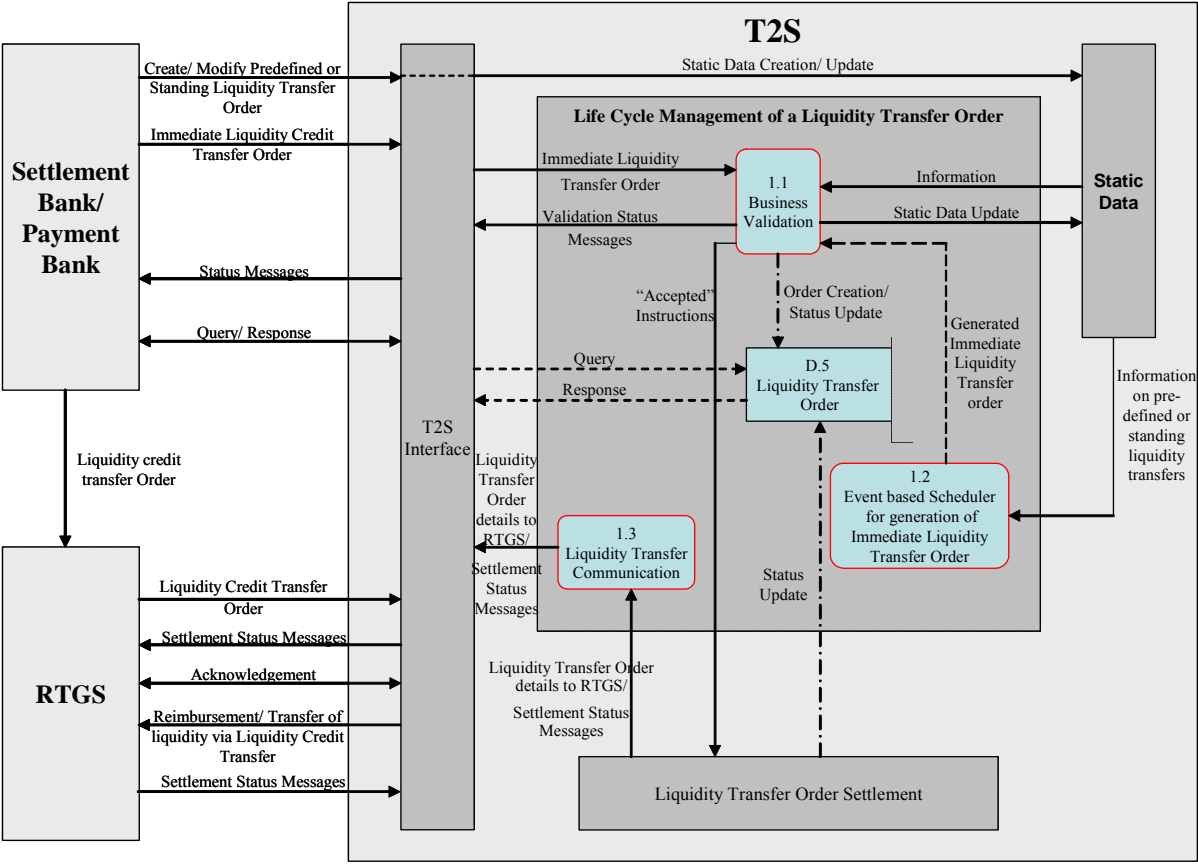 T2S
Create/ Modify Predefined or
Standing Liquidity Transfer
Order
Static Data Creation/ Update
Immediate Liquidity Credit
Transfer Order
Settlement
Bank/
Payment
Bank
Status Messages
Query/ Response
Liquidity credit
transfer Order
T2S
Interface
Life Cycle Management of a Liquidity Transfer Order
Immediate Liquidity
Transfer Order
Validation Status
Messages
1.1
Business
Validation
Information
Static Data Update
Static
Data
“Accepted”
Instructions
Order Creation/
Status Update
Generated
Immediate
Liquidity
Transfer
order
Query
Response
D.5
Liquidity Transfer
Order
Information
on pre-
defined or
standing
liquidity
transfers
Liquidity
Transfer
Order
details to
RTGS/
Settlement
Status
Messages
1.2
Event based Scheduler
for generation of
Immediate Liquidity
Transfer Order
1.3
Liquidity Transfer
Communication
Status
Update
RTGS
Liquidity Credit Transfer
Order
Settlement Status Messages
Acknowledgement
Reimbursement/ Transfer of
liquidity via Liquidity Credit
Transfer
Settlement Status Messages
Liquidity Transfer Order
details to RTGS/
Settlement Status
Messages
Liquidity Transfer Order Settlement